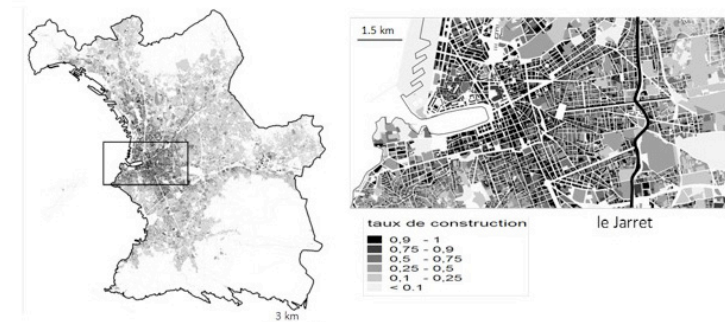 1.5 km
taux de construction
0,9 - 1
0,75 - 0,9
0,5 - 0,75
0,25 - 0,5
0,1 - 0,25
< 0.1
le Jarret
3 km